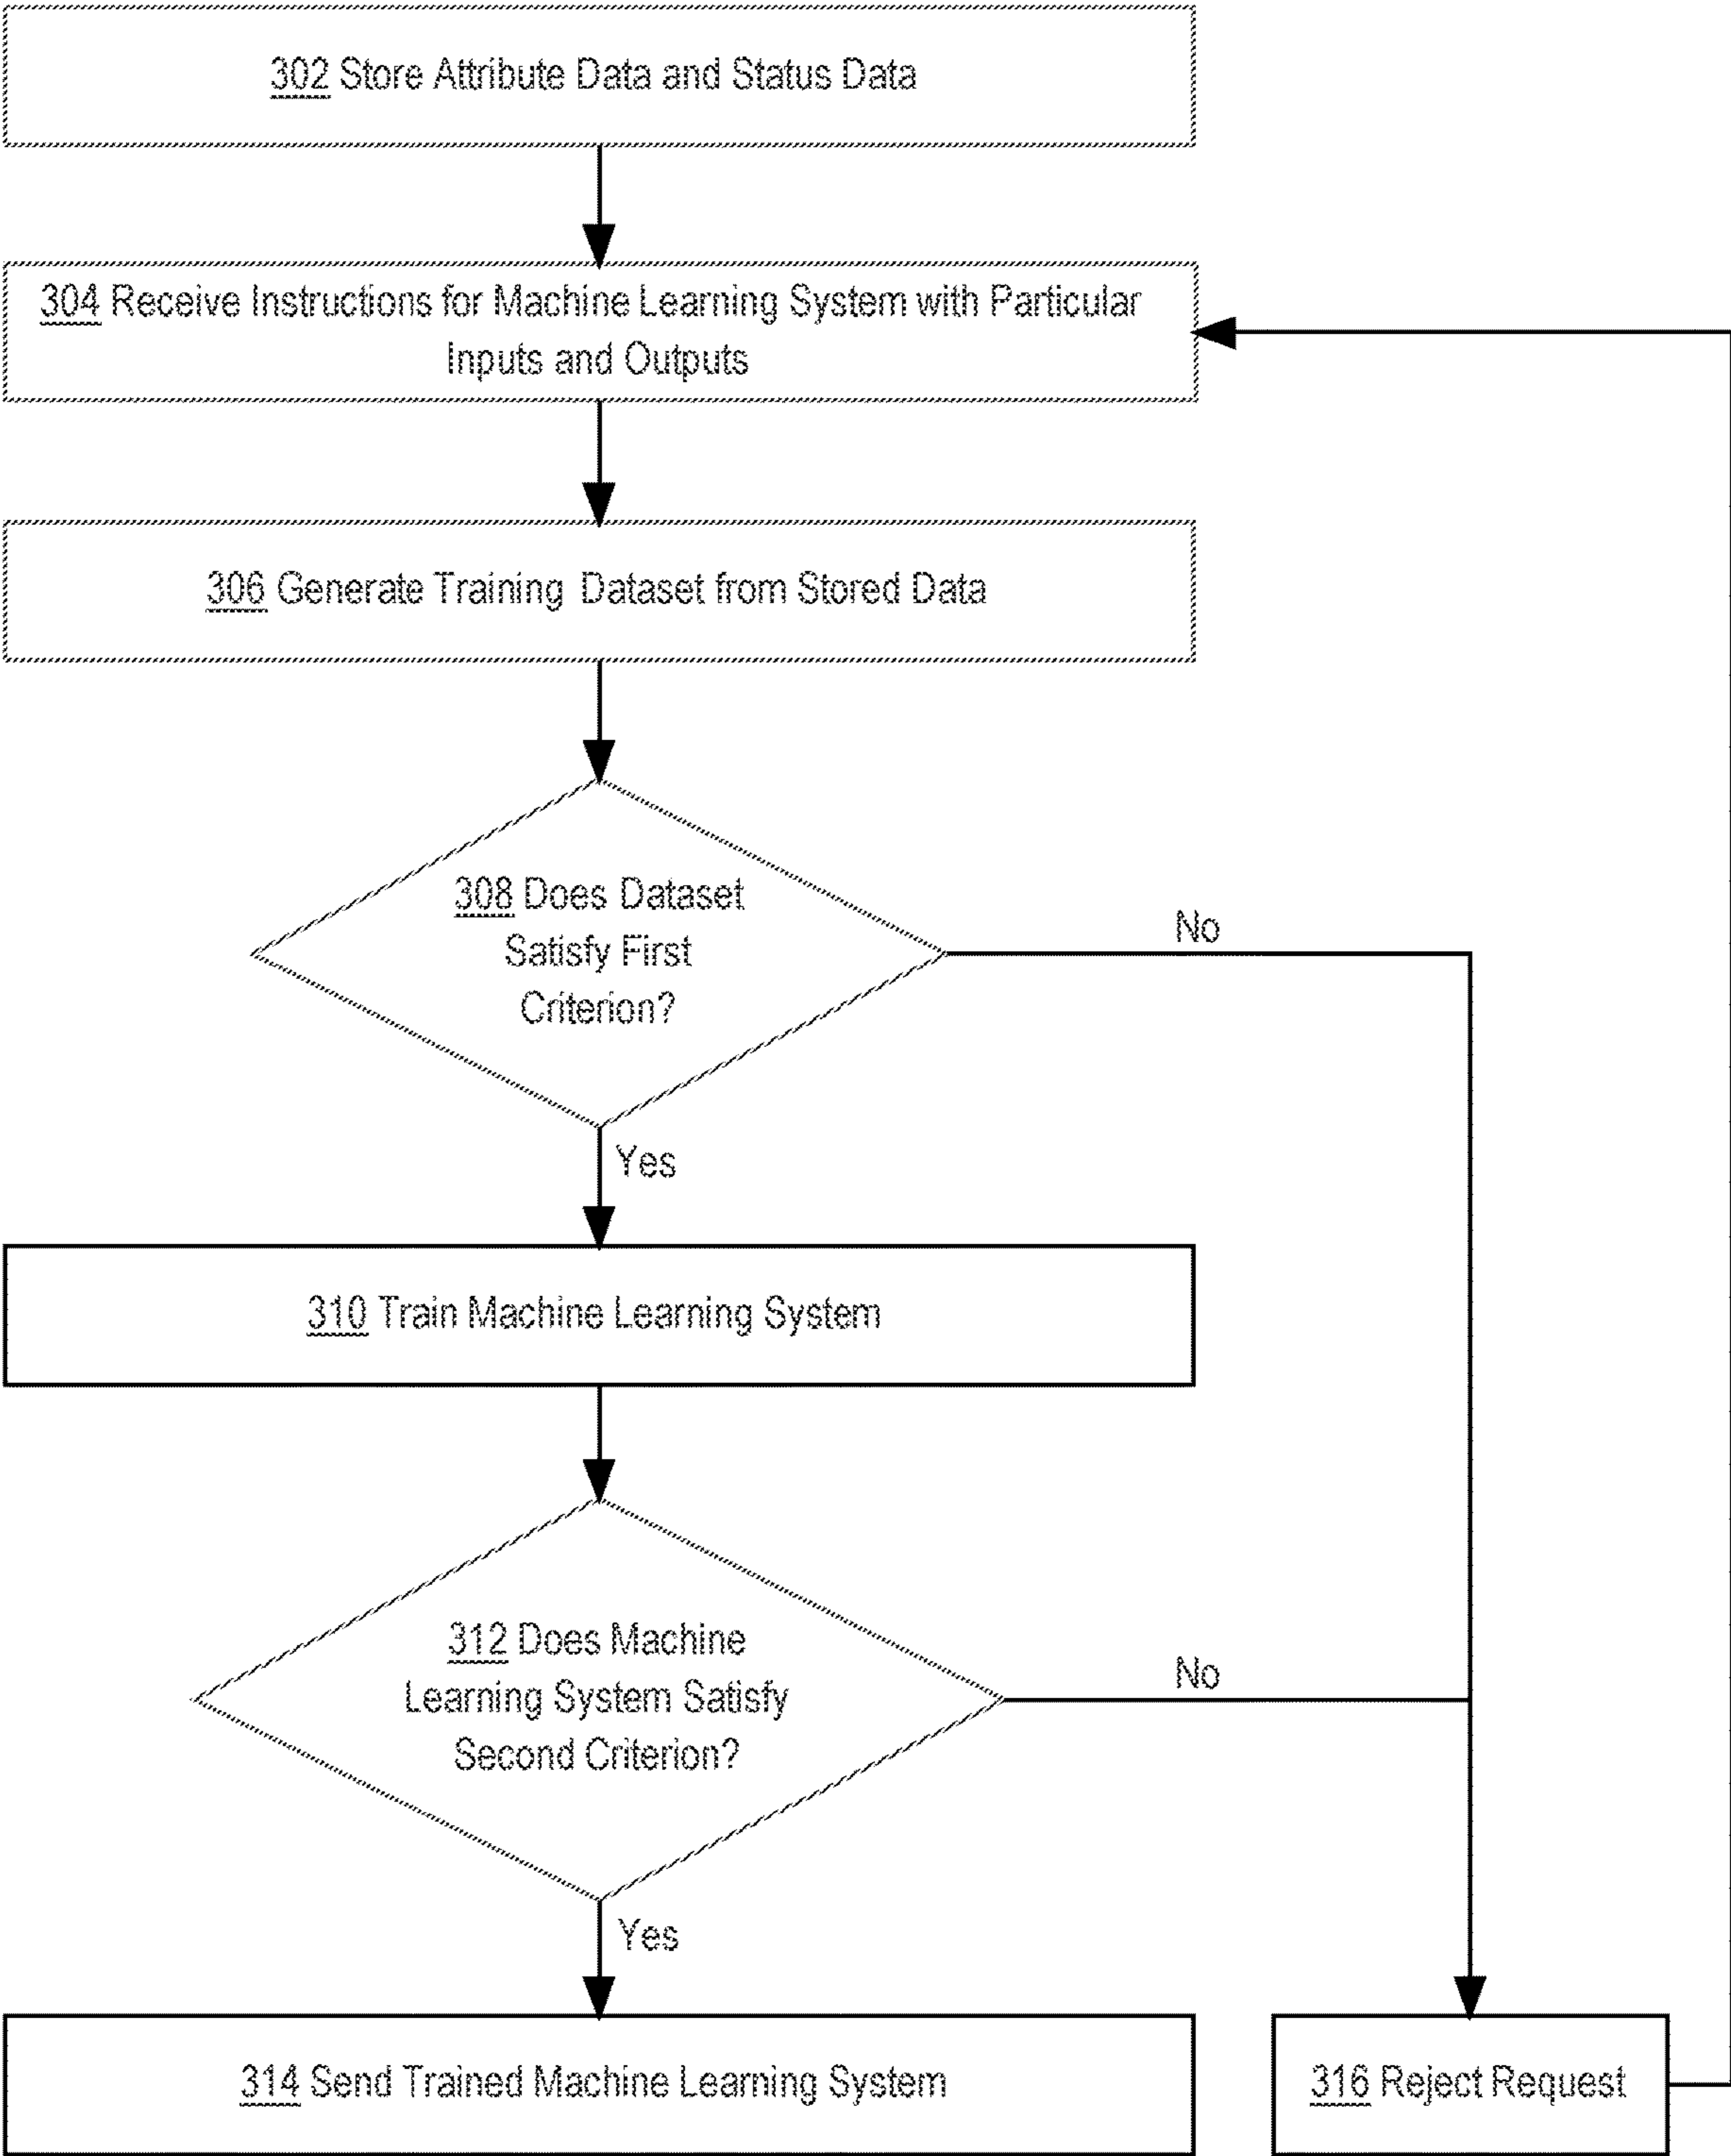 302 Store Attribute Data and Status Data
304 Receive Instructions for Machine Learning System with Particular
Inputs and Outputs
306 Generate Training Dataset from Stored Data
308 Does Dataset
Satisfy First
Criterion?
No
Yes
310 Train Machine Learning System
312 Does Machine
Learning System Satisfy
Second Criterion?
No
Yes
314 Send Trained Machine Learning System
316 Reject Request